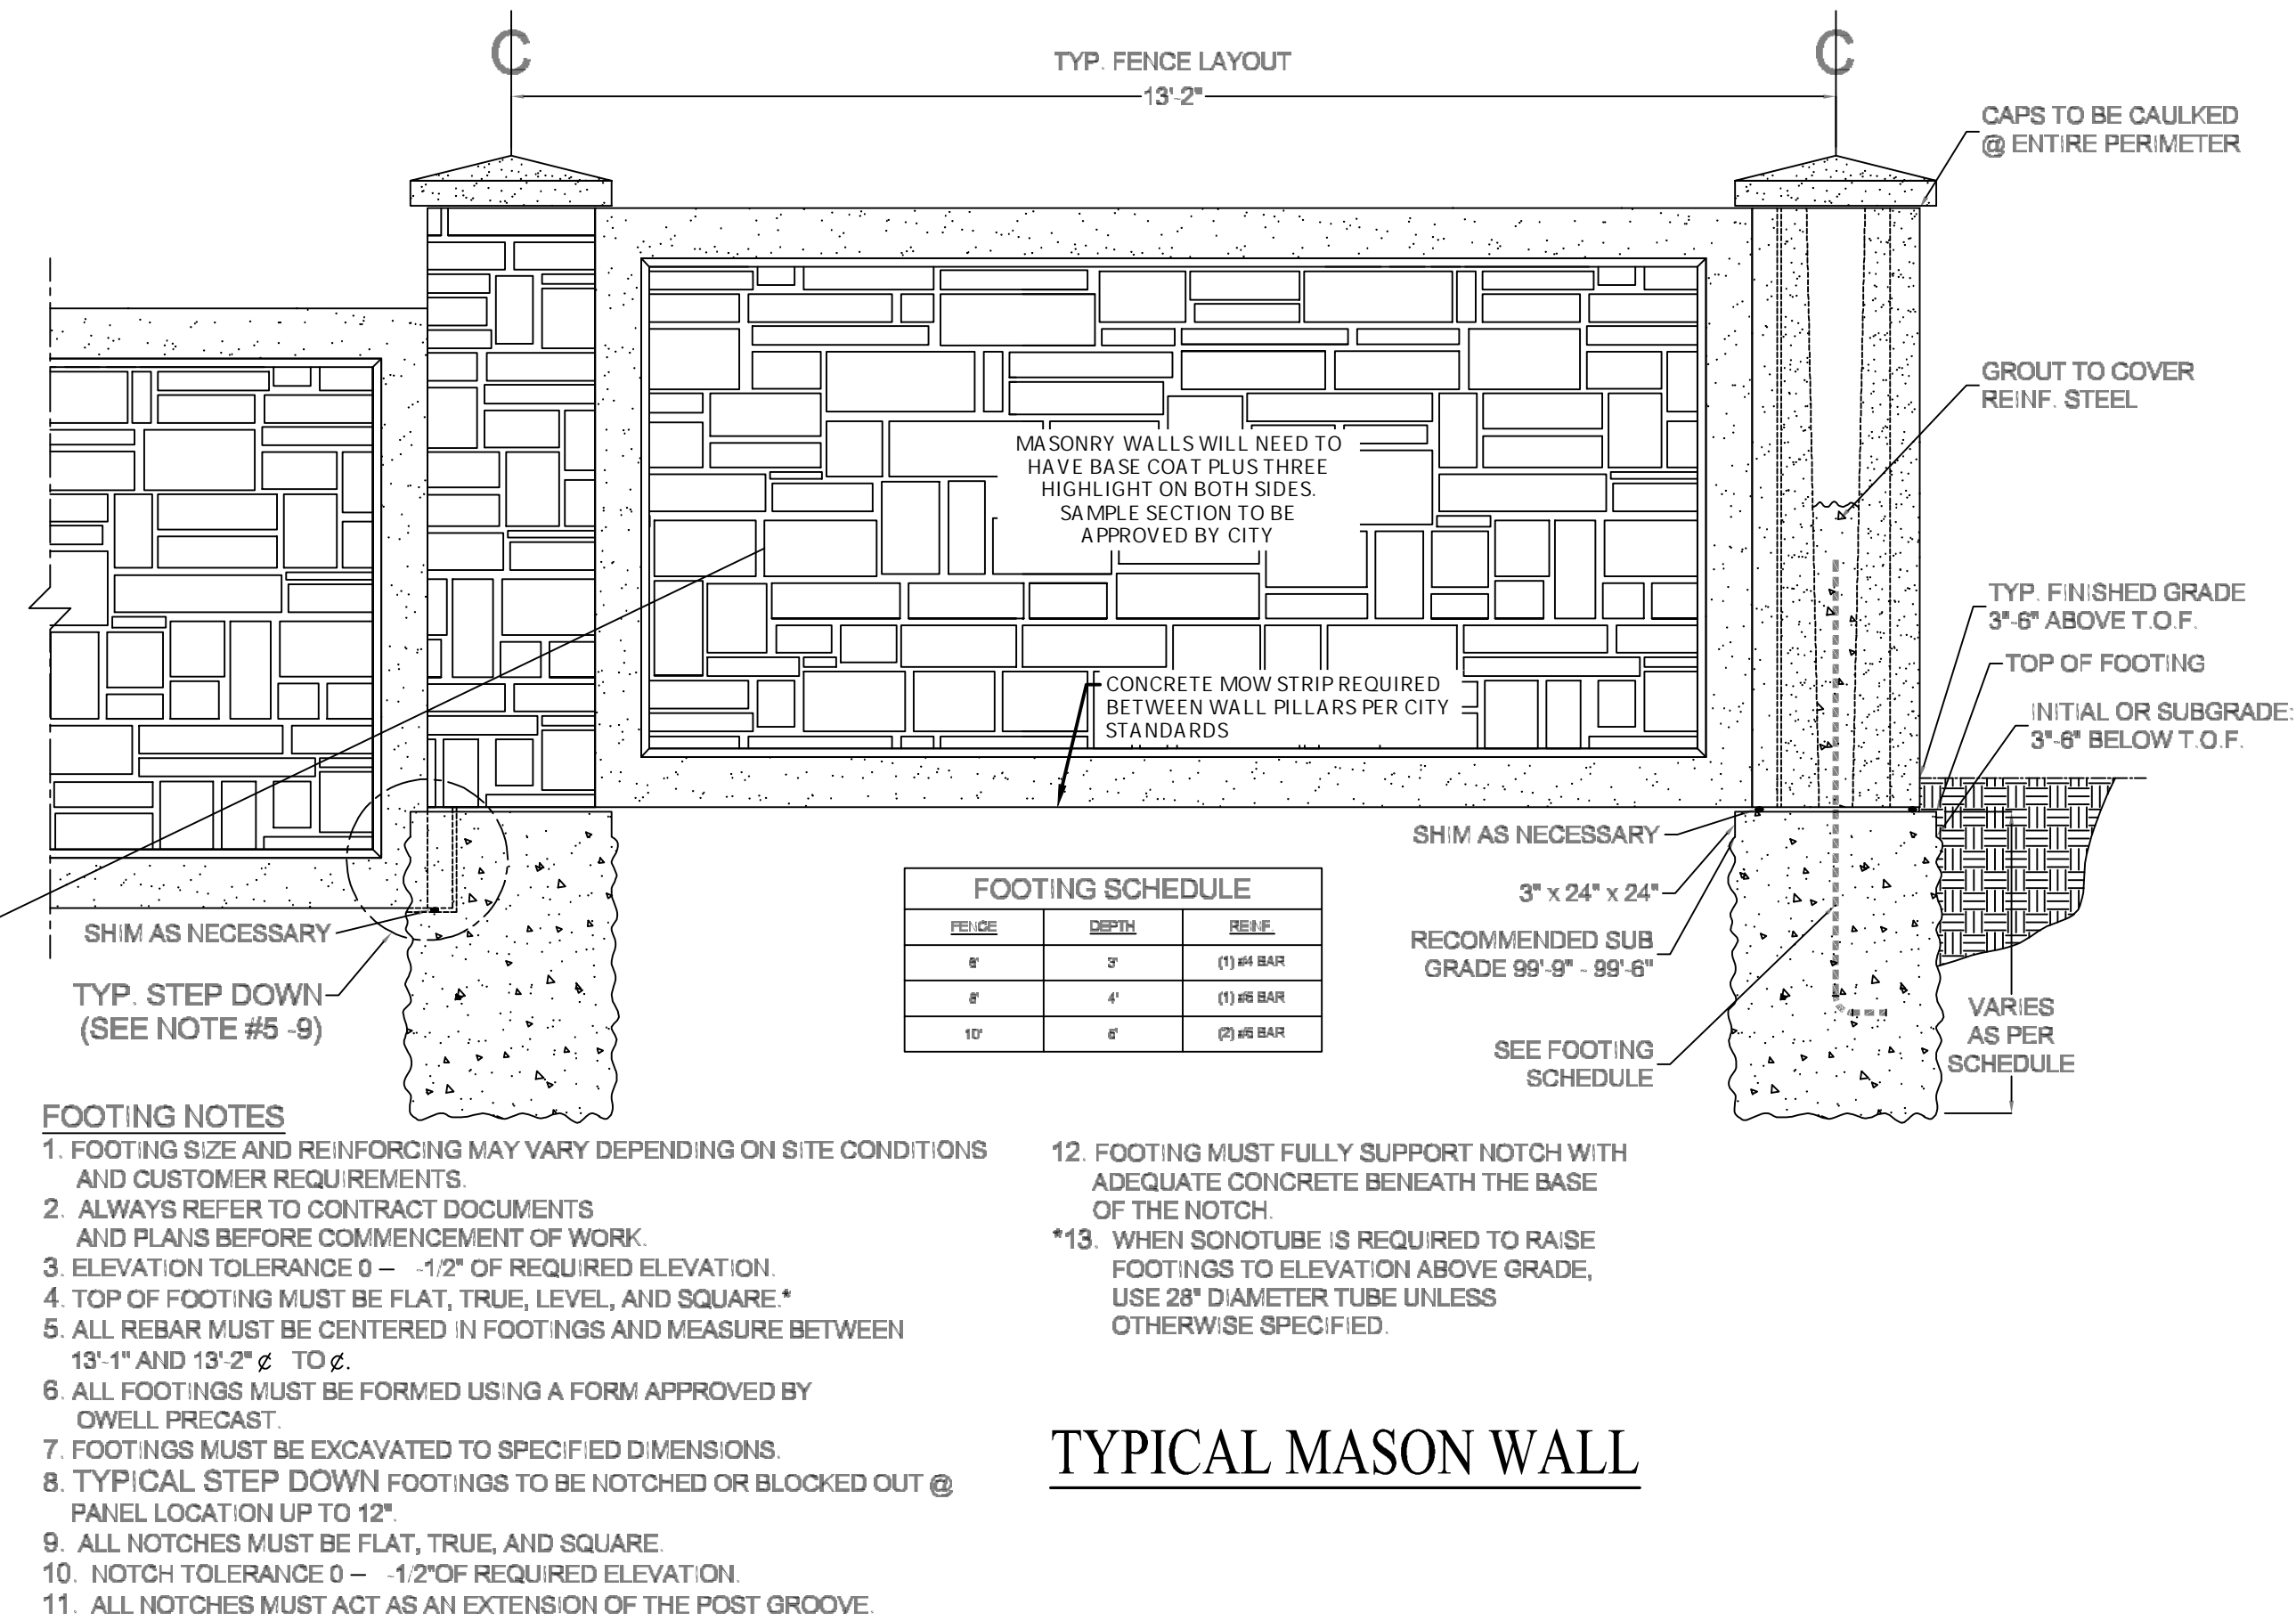 C
C
TYP. FENCE LAYOUT
13'-2"
CAPS TO BE CAULKED
@ ENTIRE PERIMETER
GROUT TO COVER
REINF. STEEL
MASONRY WALLS WILL NEED TO
HAVE BASE COAT PLUS THREE
HIGHLIGHT ON BOTH SIDES.
SAMPLE SECTION TO BE
APPROVED BY CITY
TYP. FINISHED GRADE
3"-6" ABOVE T.O.F.
TOP OF FOOTING
INITIAL OR SUBGRADE:
3"-6" BELOW T.O.F.
CONCRETE MOW STRIP REQUIRED
BETWEEN WALL PILLARS PER CITY
STANDARDS
SHIM AS NECESSARY
3" x 24" x 24"
RECOMMENDED SUB
GRADE 99'-9" - 99'-6"
SEE FOOTING
SCHEDULE
VARIES
AS PER
SCHEDULE
SHIM AS NECESSARY
TYP. STEP DOWN
(SEE NOTE #5 -9)
FOOTING SCHEDULE
FENCE DEPTH REINF.
3' (1) #4 BAR
4' (1) BAR
10' (2) BAR
FOOTING NOTES
1. FOOTING SIZE AND REINFORCING MAY VARY DEPENDING ON SITE CONDITIONS
AND CUSTOMER REQUIREMENTS.
2. ALWAYS REFER TO CONTRACT DOCUMENTS
AND PLANS BEFORE COMMENCEMENT OF WORK.
3. ELEVATION TOLERANCE 0 – -1/2" OF REQUIRED ELEVATION.
4. TOP OF FOOTING MUST BE FLAT, TRUE, LEVEL, AND SQUARE.*
5. ALL REBAR MUST BE CENTERED IN FOOTINGS AND MEASURE BETWEEN
13'-1" AND 13'-2" ¢ TO ¢.
6. ALL FOOTINGS MUST BE FORMED USING A FORM APPROVED BY
OWELL PRECAST.
7. FOOTINGS MUST BE EXCAVATED TO SPECIFIED DIMENSIONS.
8. TYPICAL STEP DOWN FOOTINGS TO BE NOTCHED OR BLOCKED OUT @
PANEL LOCATION UP TO 12".
9. ALL NOTCHES MUST BE FLAT, TRUE, AND SQUARE.
10. NOTCH TOLERANCE 0 – -1/2"OF REQUIRED ELEVATION.
11. ALL NOTCHES MUST ACT AS AN EXTENSION OF THE POST GROOVE.
12. FOOTING MUST FULLY SUPPORT NOTCH WITH
ADEQUATE CONCRETE BENEATH THE BASE
OF THE NOTCH.
*13. WHEN SONOTUBE IS REQUIRED TO RAISE
FOOTINGS TO ELEVATION ABOVE GRADE,
USE 28" DIAMETER TUBE UNLESS
OTHERWISE SPECIFIED.
TYPICAL MASON WALL